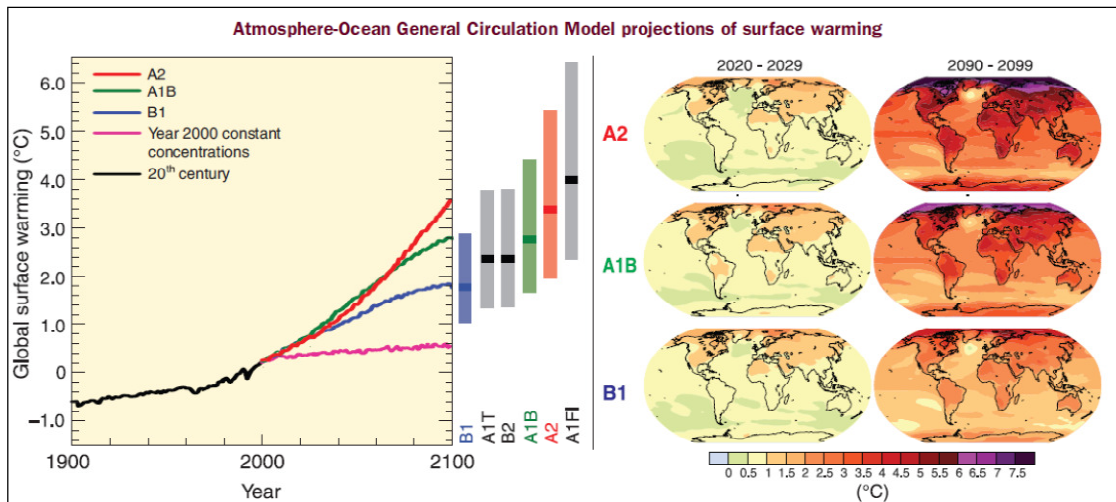 Atmosphere-Ocean General Circulation Model projections of surface warming
A2
A1B
B1
Year 2000 constant
concentrations
20th century
6.0
5.0
4.0
3.0
2.0
1.0
0
−1.0
Global surface warming (°C)
1900
2000
2100
Year
B1
A1T
B2
A1B
A2
A1FI
2020 - 2029
2090 - 2099
A2
A1B
B1
0 0.5 1 1.5 2 2.5 3 3.5 4 4.5 5 5.5 6 6.5 7 7.5
(°C)